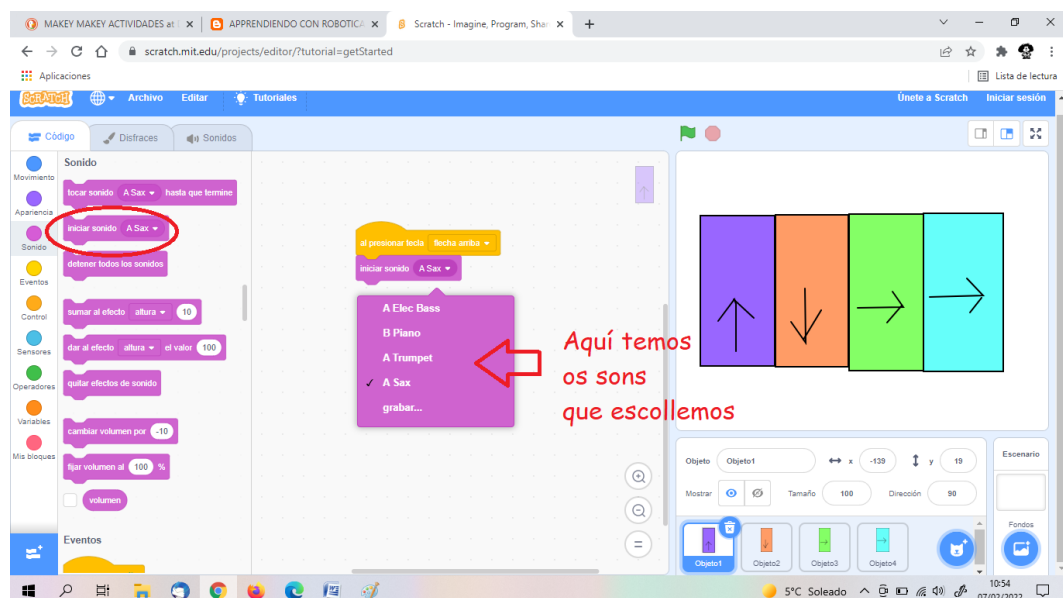 MAKEY MAKEY ACTIVIDADES at
APPRENDIENDO CON ROBOTICA
Scratch - Imagine, Program, Shar
scratch.mit.edu/projects/editor/?tutorial=getStarted
Aplicaciones
Lista de lectura
SCRATCH
Archivo
Editar
Tutoriales
Únete a Scratch
Iniciar sesión
Código
Disfraces
Sonidos
Movimiento
Apariencia
Sonido
Eventos
Control
Sensores
Operadores
Variables
Mis bloques
Sonido
tocar sonido A Sax hasta que termine
iniciar sonido A Sax
detener todos los sonidos
sumar al efecto altura 10
dar al efecto altura el valor 100
quitar efectos de sonido
cambiar volumen por -10
fijar volumen al 100 %
volumen
Eventos
al presionar tecla flecha arriba
iniciar sonido A Sax
A Elec Bass
B Piano
A Trumpet
✓ A Sax
grabar...
Aquí temos
os sons
que escollemos
Objeto Objeto1 x -139 y 19
Mostrar Tamaño 100 Dirección 90
Objeto1
Objeto2
Objeto3
Objeto4
Escenario
Fondos
5°C Soleado
10:54
07/02/2022